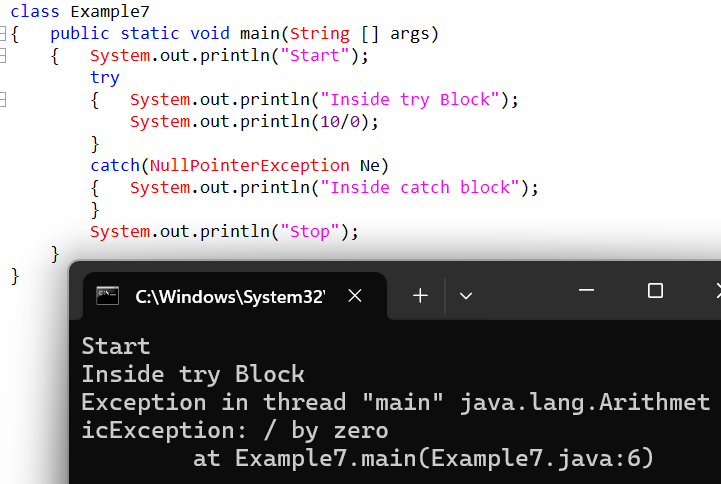 class Example7
{   public static void main(String [] args)
    {   System.out.println("Start");
        try
        {   System.out.println("Inside try Block");
            System.out.println(10/0);
        }
        catch(NullPointerException Ne)
        {   System.out.println("Inside catch block");
        }
        System.out.println("Stop");
    }
}
C:\Windows\System32\
Start
Inside try Block
Exception in thread "main" java.lang.Arithmet
icException: / by zero
        at Example7.main(Example7.java:6)